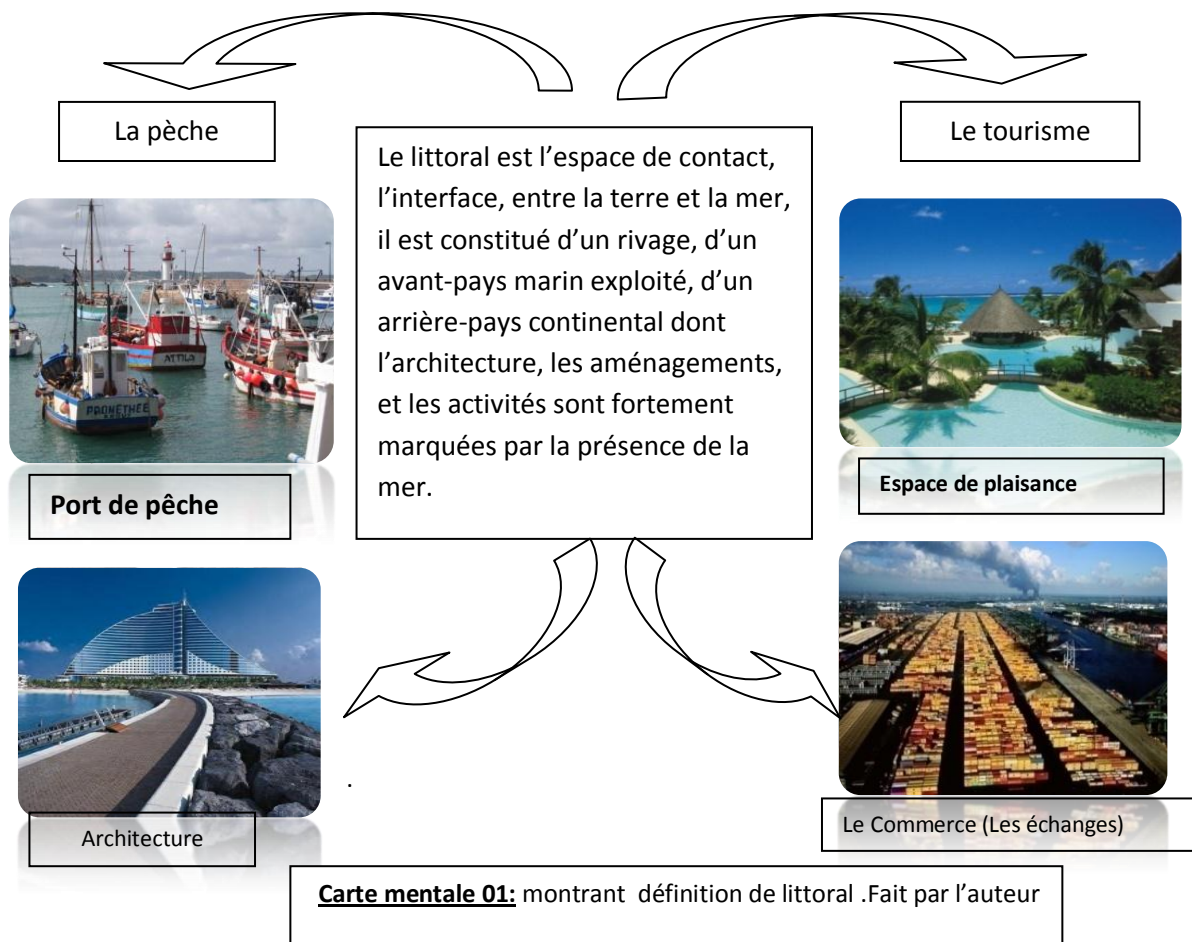 La pèche
Le tourisme
Le littoral est l’espace de contact,
l’interface, entre la terre et la mer,
il est constitué d’un rivage, d’un
avant-pays marin exploité, d’un
arrière-pays continental dont
l’architecture, les aménagements,
et les activités sont fortement
marquées par la présence de la
mer.
ATTILA
PROMÉTHÉE
Port de pêche
Espace de plaisance
.
Architecture
Le Commerce (Les échanges)
Carte mentale 01: montrant définition de littoral .Fait par l’auteur